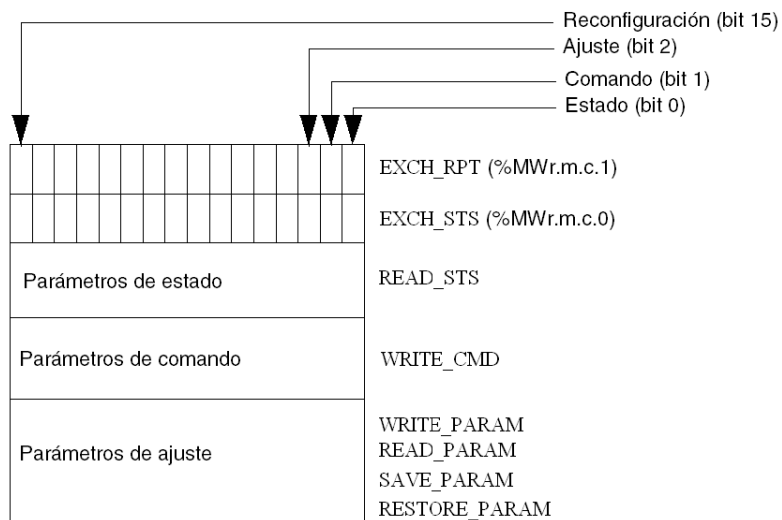 Reconfiguración (bit 15)
Ajuste (bit 2)
Comando (bit 1)
Estado (bit 0)
EXCH_RPT (%MWr.m.c.1)
EXCH_STS (%MWr.m.c.0)
Parámetros de estado
READ_STS
Parámetros de comando
WRITE_CMD
Parámetros de ajuste
WRITE_PARAM
READ_PARAM
SAVE_PARAM
RESTORE_PARAM